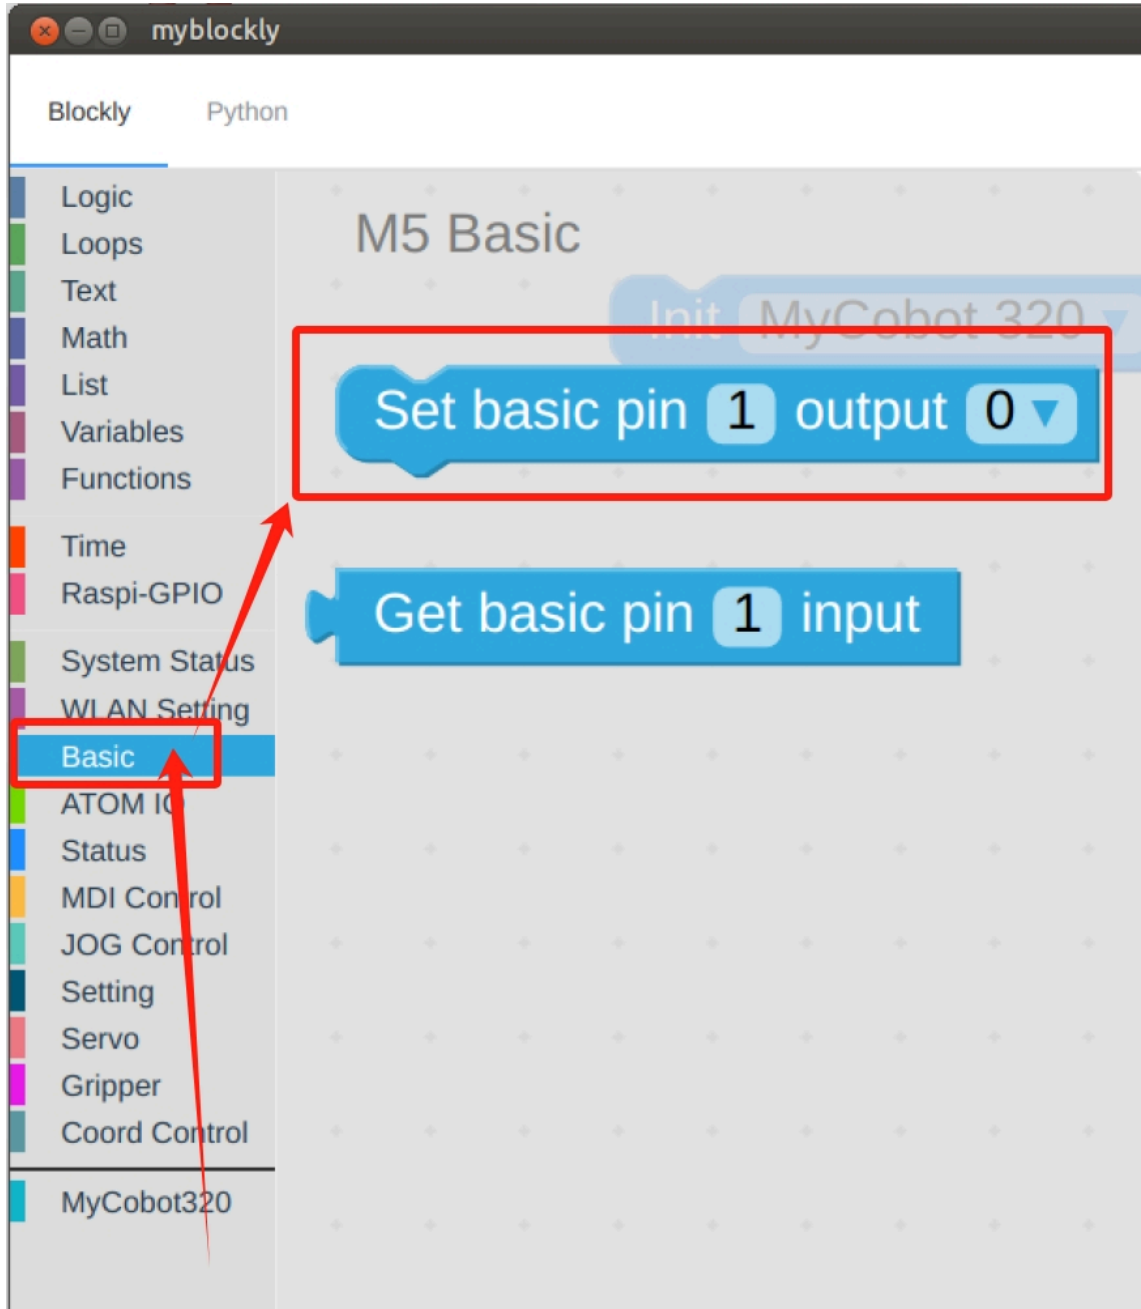 myblockly
Blockly Python
Logic
Loops
Text
Math
List
Variables
Functions
Time
Raspi-GPIO
System Status
WLAN Setting
Basic
ATOM IO
Status
MDI Control
JOG Control
Setting
Servo
Gripper
Coord Control
MyCobot320
M5 Basic
Init MyCobot 320
Set basic pin 1 output 0
Get basic pin 1 input